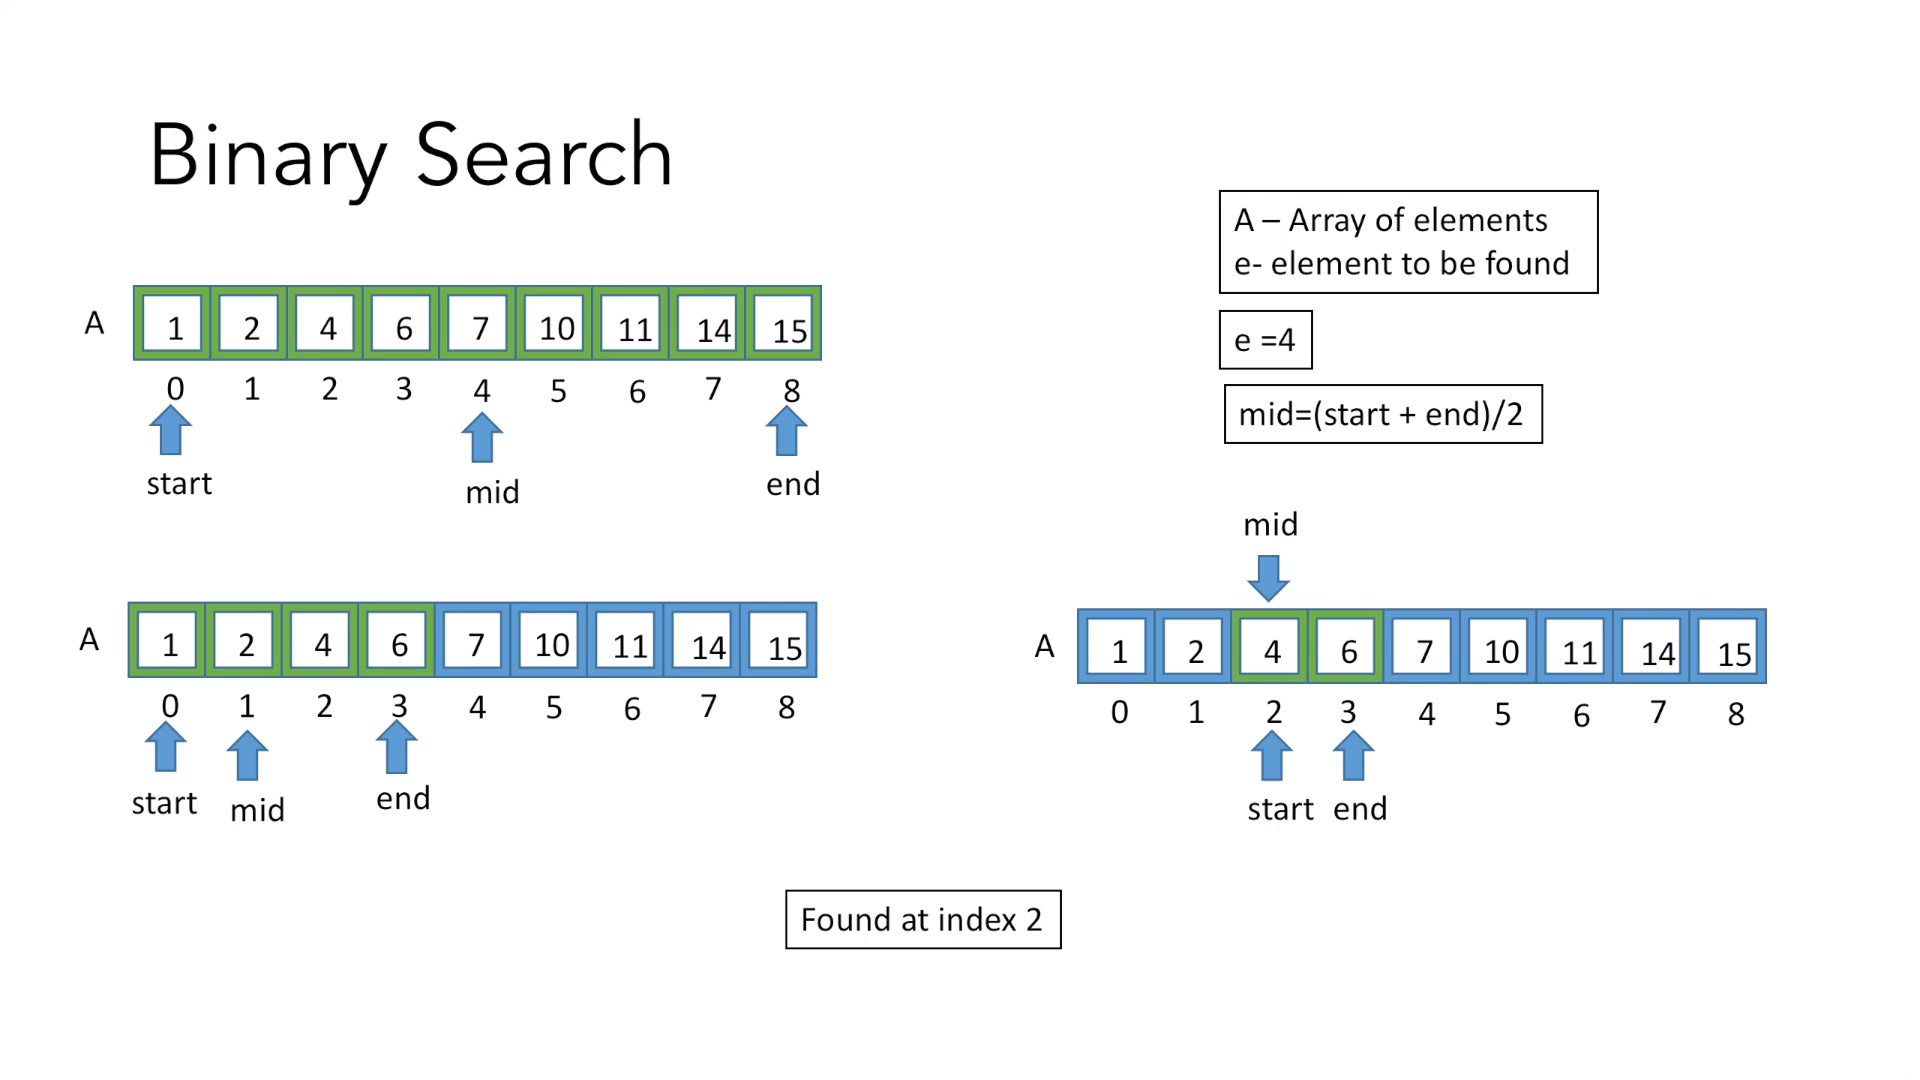 Binary Search
A – Array of elements
e- element to be found
e =4
mid=(start + end)/2
A 1 2 4 6 7 10 11 14 15
0 1 2 3 4 5 6 7 8
start mid end
A 1 2 4 6 7 10 11 14 15
0 1 2 3 4 5 6 7 8
start mid end
mid
A 1 2 4 6 7 10 11 14 15
0 1 2 3 4 5 6 7 8
start end
Found at index 2